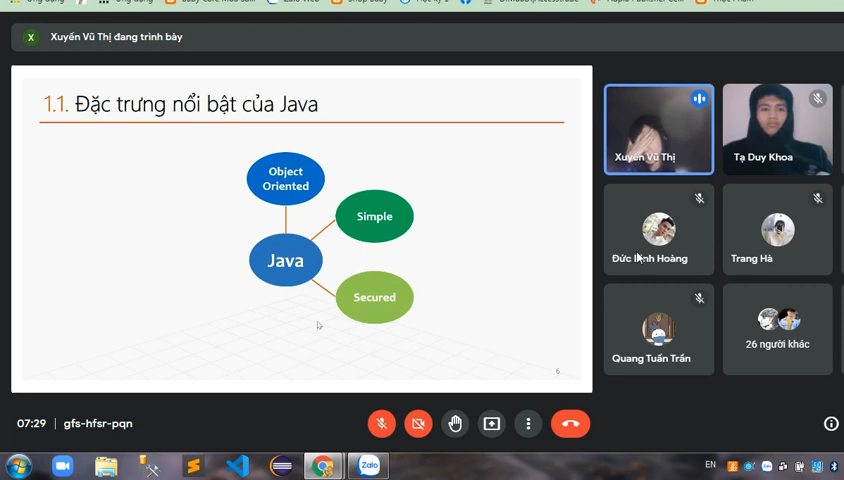 Xuyến Vũ Thị đang trình bày
1.1. Đặc trưng nổi bật của Java
Object
Oriented
Simple
Java
Secured
6
Xuyến Vũ Thị
Tạ Duy Khoa
Đức Minh Hoàng
Trang Hà
Quang Tuấn Trần
26 người khác
07:29 | gfs-hfsr-pqn
Zalo
EN